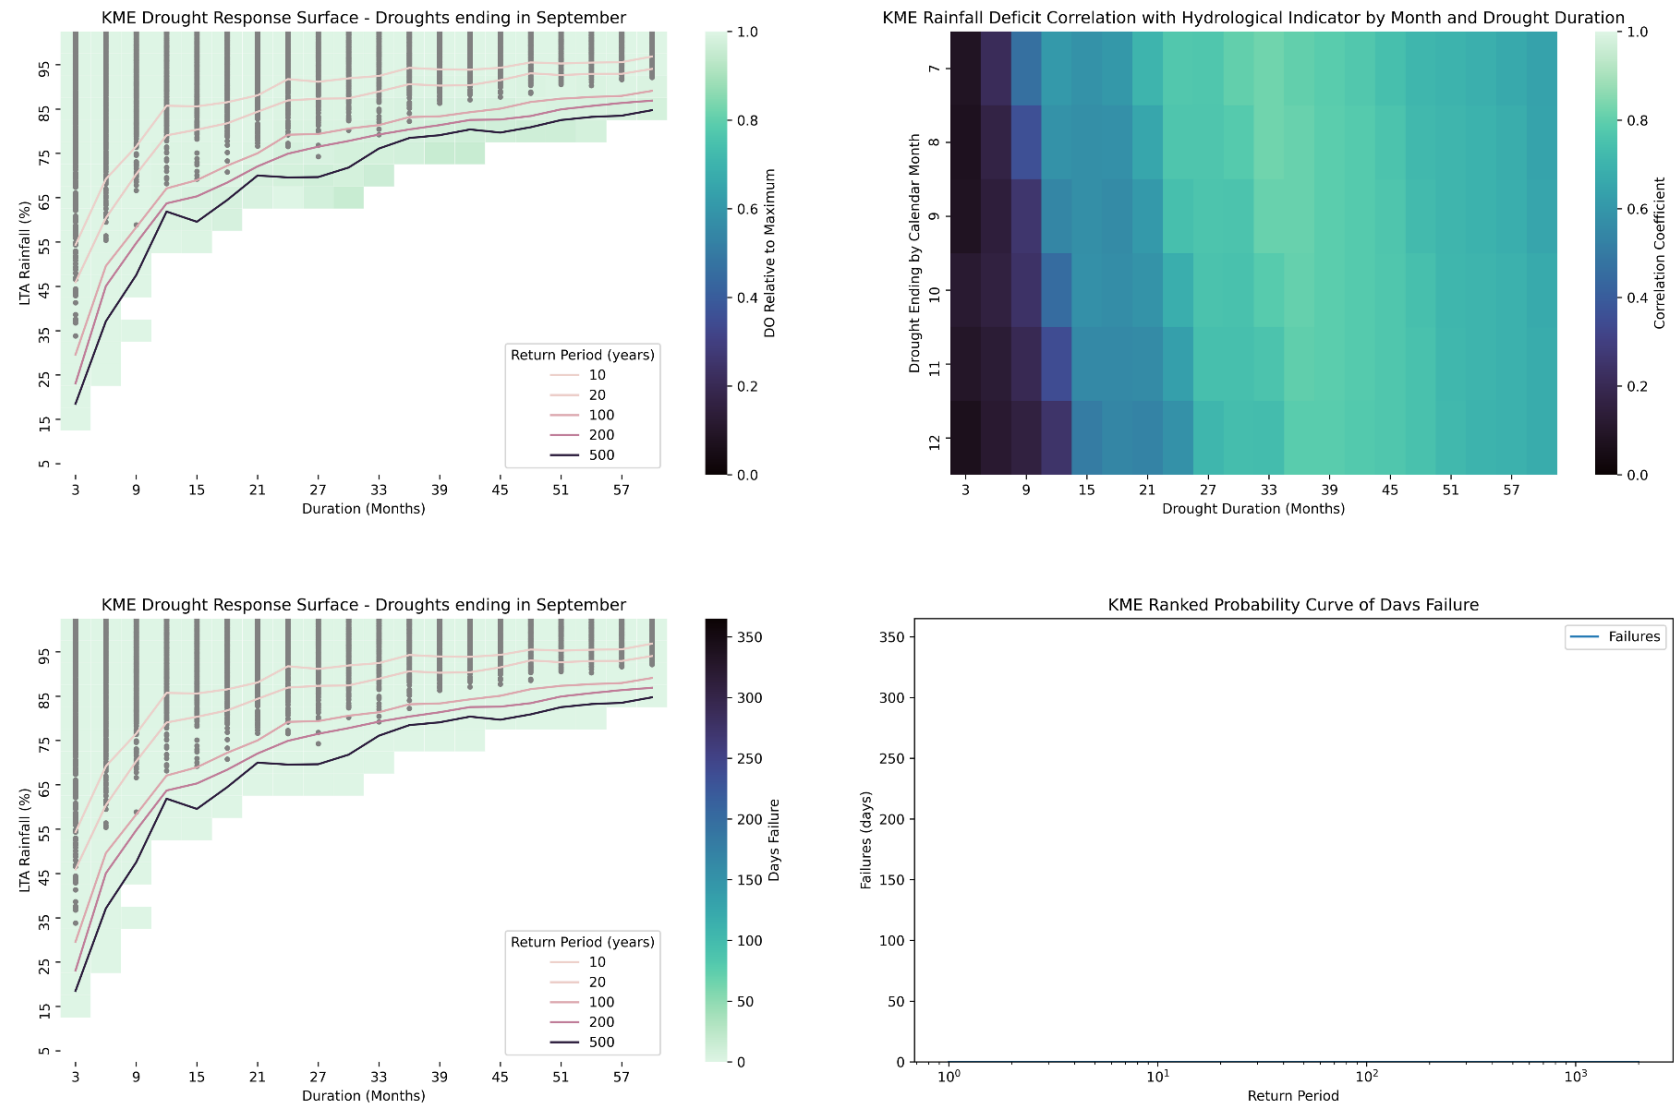 KME Drought Response Surface - Droughts ending in September
LTA Rainfall (%)
95
85
75
65
55
45
35
25
15
5
3 9 15 21 27 33 39 45 51 57
Duration (Months)
Return Period (years)
10
20
100
200
500
1.0
0.8
0.6
0.4
0.2
0.0
DO Relative to Maximum
KME Rainfall Deficit Correlation with Hydrological Indicator by Month and Drought Duration
Drought Ending by Calendar Month
7
8
9
10
11
12
3 9 15 21 27 33 39 45 51 57
Drought Duration (Months)
1.0
0.8
0.6
0.4
0.2
0.0
Correlation Coefficient
KME Drought Response Surface - Droughts ending in September
LTA Rainfall (%)
95
85
75
65
55
45
35
25
15
5
3 9 15 21 27 33 39 45 51 57
Duration (Months)
Return Period (years)
10
20
100
200
500
350
300
250
200
150
100
50
0
Days Failure
KME Ranked Probability Curve of Days Failure
Failures
Failures (days)
350
300
250
200
150
100
50
0
10⁰ 10¹ 10² 10³
Return Period